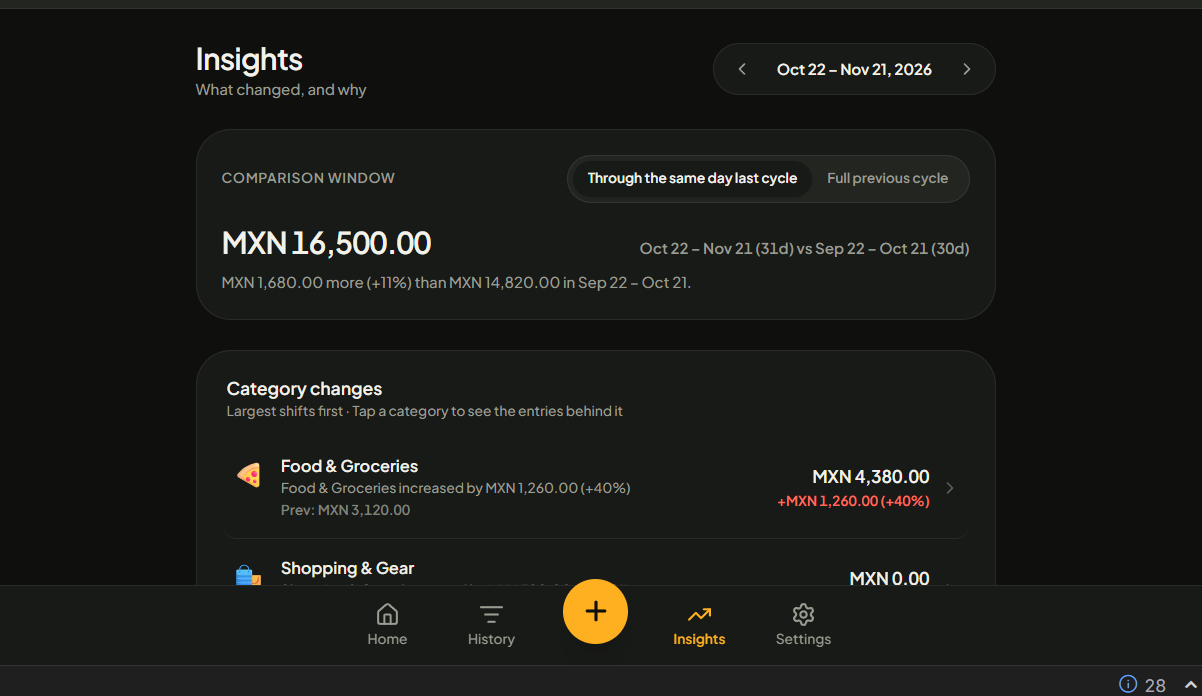 Insights
What changed, and why
Oct 22 – Nov 21, 2026
COMPARISON WINDOW
Through the same day last cycle
Full previous cycle
MXN 16,500.00
Oct 22 – Nov 21 (31d) vs Sep 22 – Oct 21 (30d)
MXN 1,680.00 more (+11%) than MXN 14,820.00 in Sep 22 – Oct 21.
Category changes
Largest shifts first · Tap a category to see the entries behind it
Food & Groceries
Food & Groceries increased by MXN 1,260.00 (+40%)
Prev: MXN 3,120.00
MXN 4,380.00
+MXN 1,260.00 (+40%)
Shopping & Gear
MXN 0.00
Home
History
Insights
Settings
28